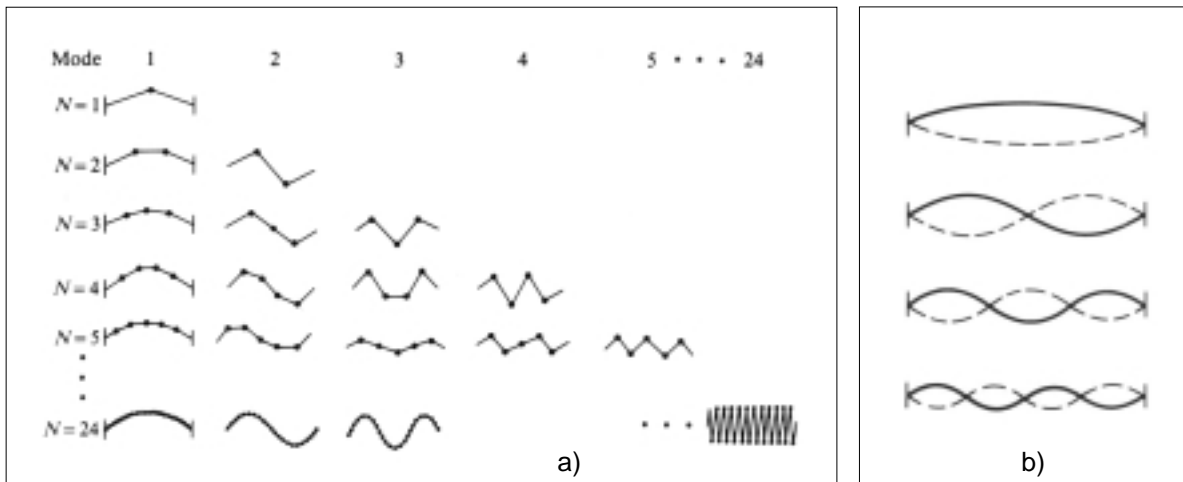 Mode 1 2 3 4 5 . . . 24
N=1
N=2
N=3
N=4
N=5
.
.
.
N=24 . . .
a)
b)